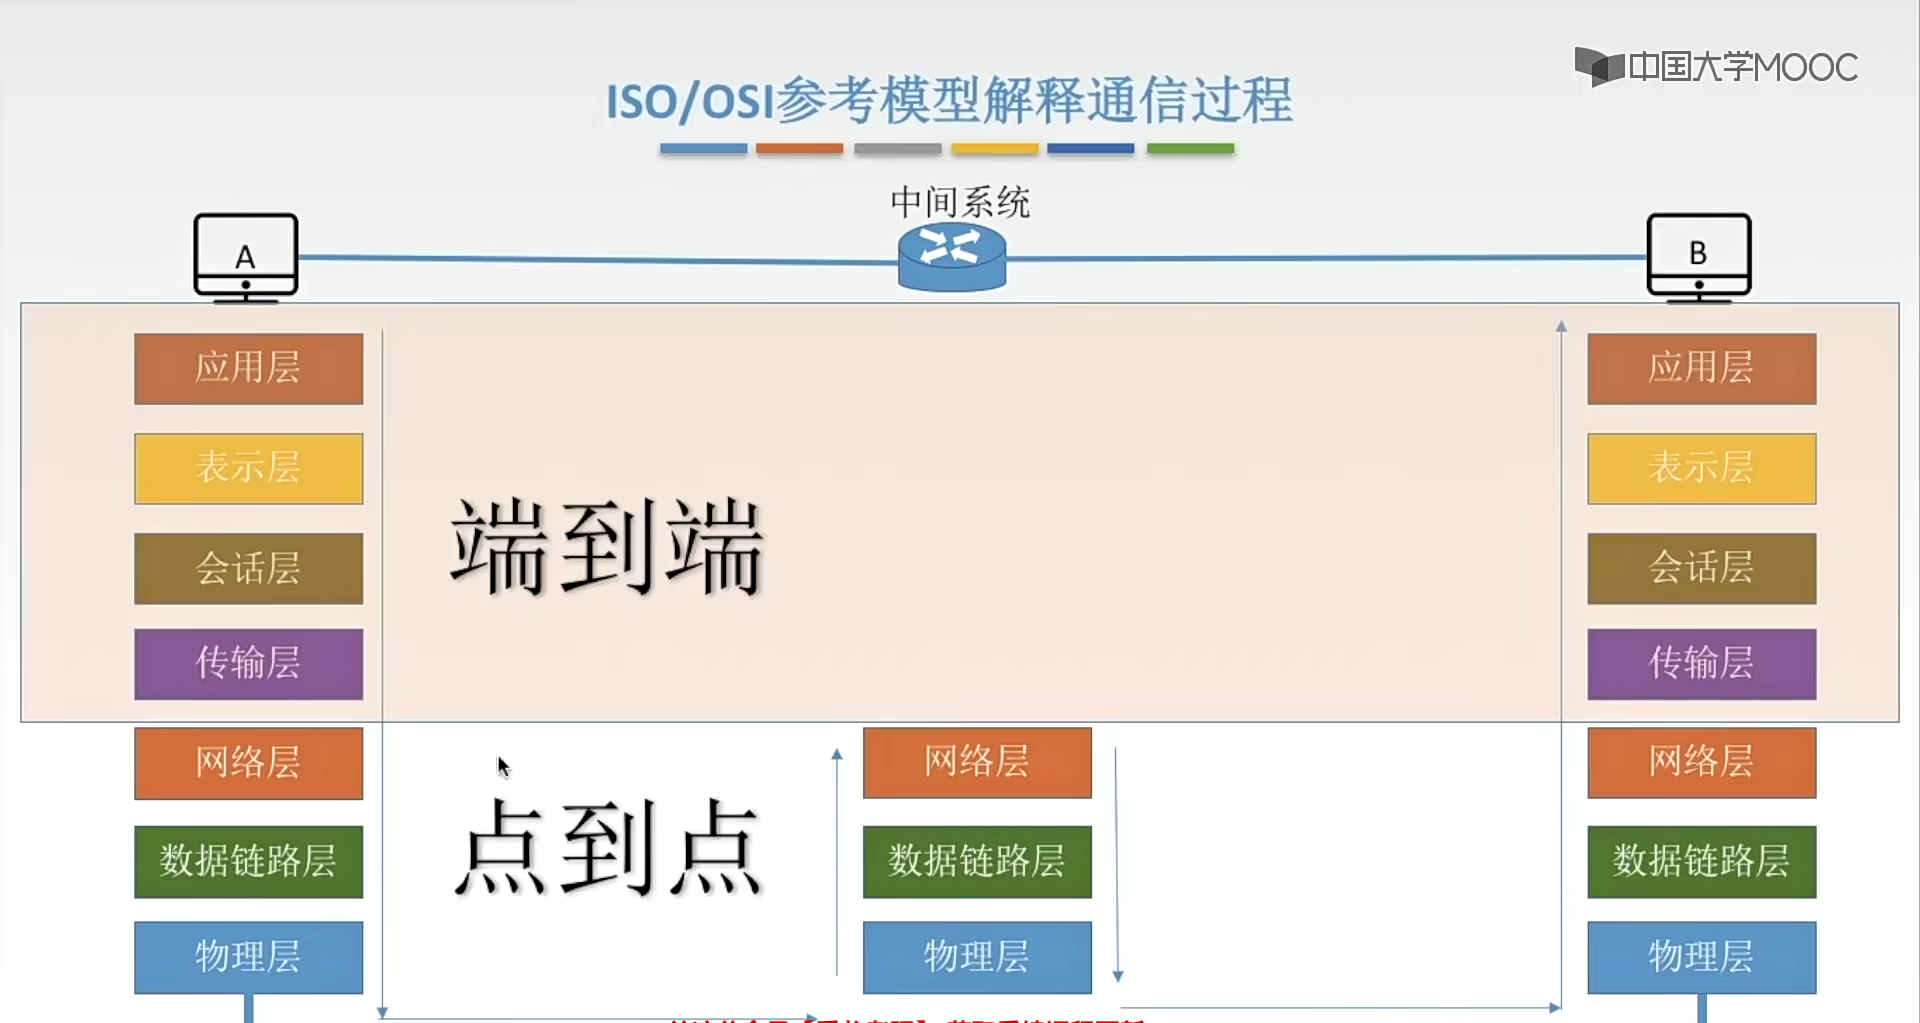 中国大学MOOC
ISO/OSI参考模型解释通信过程
中间系统
A
B
应用层
应用层
表示层
表示层
端到端
会话层
会话层
传输层
传输层
网络层
网络层
网络层
点到点
数据链路层
数据链路层
数据链路层
物理层
物理层
物理层